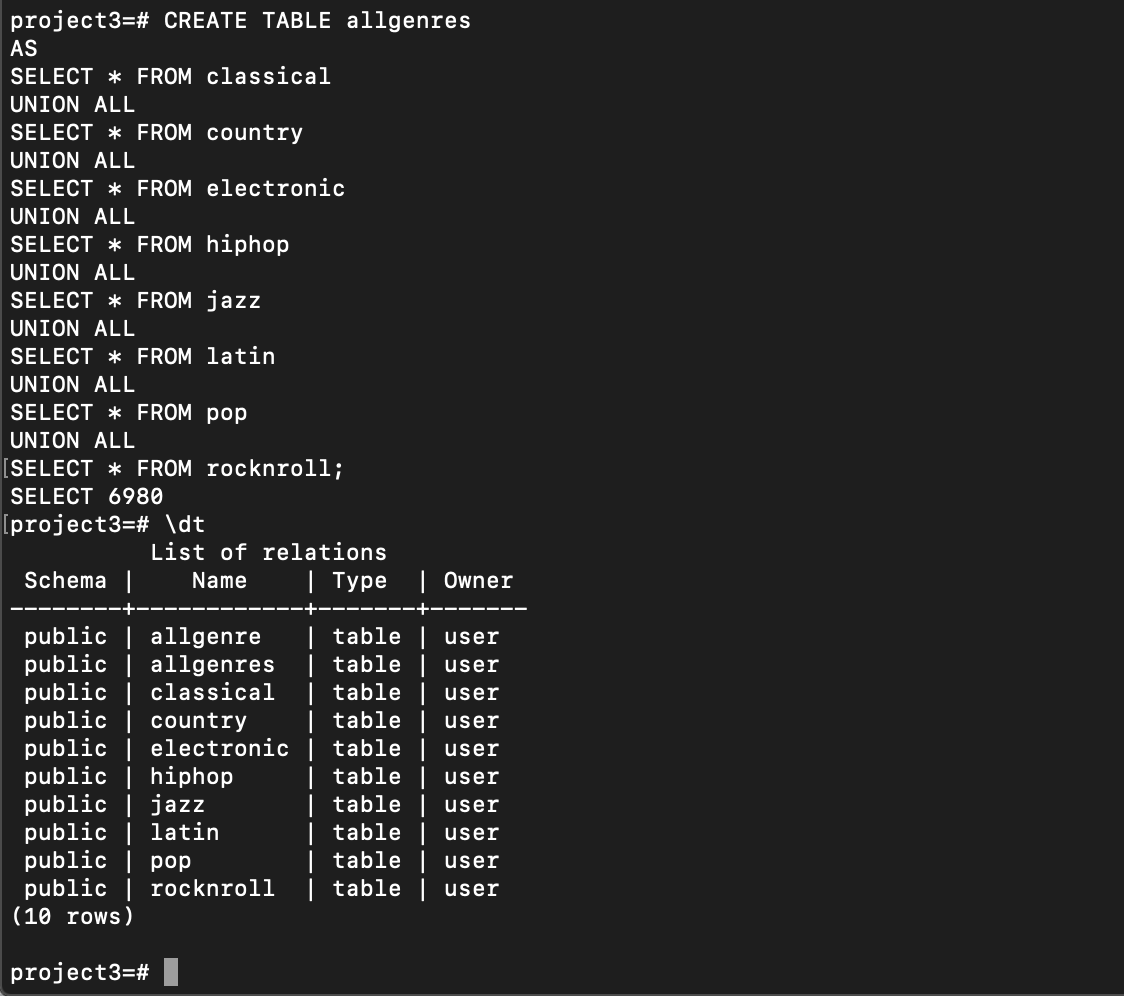 project3=# CREATE TABLE allgenres
AS
SELECT * FROM classical
UNION ALL
SELECT * FROM country
UNION ALL
SELECT * FROM electronic
UNION ALL
SELECT * FROM hiphop
UNION ALL
SELECT * FROM jazz
UNION ALL
SELECT * FROM latin
UNION ALL
SELECT * FROM pop
UNION ALL
[SELECT * FROM rocknroll;
SELECT 6980
[project3=# \dt
          List of relations
 Schema |    Name    | Type  | Owner
--------+------------+-------+-------
 public | allgenre   | table | user
 public | allgenres  | table | user
 public | classical  | table | user
 public | country    | table | user
 public | electronic | table | user
 public | hiphop     | table | user
 public | jazz       | table | user
 public | latin      | table | user
 public | pop        | table | user
 public | rocknroll  | table | user
(10 rows)

project3=#